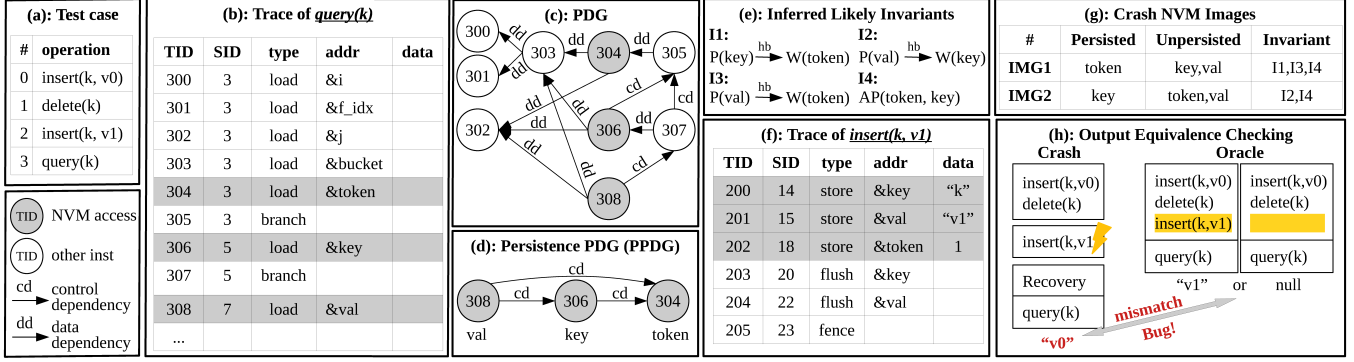 (a): Test case
# operation
0 insert(k, v0)
1 delete(k)
2 insert(k, v1)
3 query(k)
TID NVM access
TID other inst
cd control
dependency
dd data
dependency
(b): Trace of query(k)
TID SID type addr data
300 3 load &i
301 3 load &f_idx
302 3 load &j
303 3 load &bucket
304 3 load &token
305 3 branch
306 5 load &key
307 5 branch
308 7 load &val
...
(c): PDG
300 dd 303 dd 304 dd 305
301 dd
dd cd cd
dd
302 dd 306 dd 307
dd dd cd
308
(d): Persistence PDG (PPDG)
cd
308 cd 306 cd 304
val key token
(e): Inferred Likely Invariants
I1: I2:
P(key) hb W(token) P(val) hb W(key)
I3: I4:
P(val) hb W(token) AP(token, key)
(f): Trace of insert(k, v1)
TID SID type addr data
200 14 store &key “k”
201 15 store &val “v1”
202 18 store &token 1
203 20 flush &key
204 22 flush &val
205 23 fence
(g): Crash NVM Images
# Persisted Unpersisted Invariant
IMG1 token key,val I1,I3,I4
IMG2 key token,val I2,I4
(h): Output Equivalence Checking
Crash Oracle
insert(k,v0)
delete(k)
insert(k,v1
Recovery
query(k)
“v0”
insert(k,v0) insert(k,v0)
delete(k) delete(k)
insert(k,v1)
query(k) query(k)
“v1” or null
mismatch
Bug!